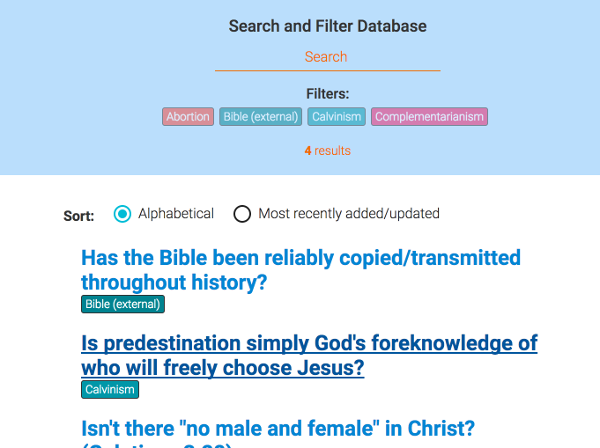 Search and Filter Database
Search
Filters:
Abortion Bible (external) Calvinism Complementarianism
4 results
Sort: Alphabetical Most recently added/updated
Has the Bible been reliably copied/transmitted
throughout history?
Bible (external)
Is predestination simply God's foreknowledge of
who will freely choose Jesus?
Calvinism
Isn't there "no male and female" in Christ?